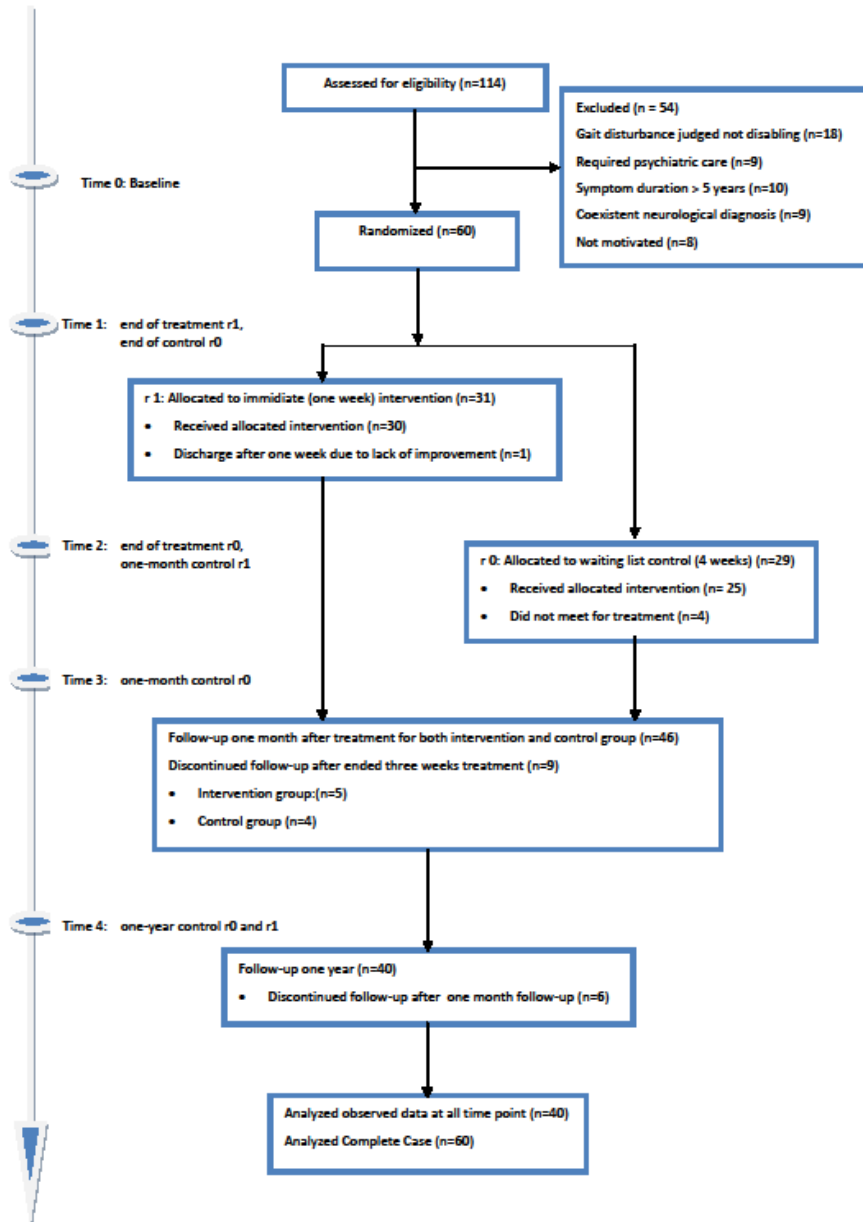 Assessed for eligibility (n=114)
Excluded (n = 54)
Gait disturbance judged not disabling (n=18)
Required psychiatric care (n=9)
Symptom duration > 5 years (n=10)
Coexistent neurological diagnosis (n=9)
Not motivated (n=8)
Time 0: Baseline
Randomized (n=60)
Time 1: end of treatment r1,
end of control r0
r 1: Allocated to immidiate (one week) intervention (n=31)
• Received allocated intervention (n=30)
• Discharge after one week due to lack of improvement (n=1)
Time 2: end of treatment r0,
one-month control r1
r 0: Allocated to waiting list control (4 weeks) (n=29)
• Received allocated intervention (n= 25)
• Did not meet for treatment (n=4)
Time 3: one-month control r0
Follow-up one month after treatment for both intervention and control group (n=46)
Discontinued follow-up after ended three weeks treatment (n=9)
• Intervention group:(n=5)
• Control group (n=4)
Time 4: one-year control r0 and r1
Follow-up one year (n=40)
• Discontinued follow-up after one month follow-up (n=6)
Analyzed observed data at all time point (n=40)
Analyzed Complete Case (n=60)